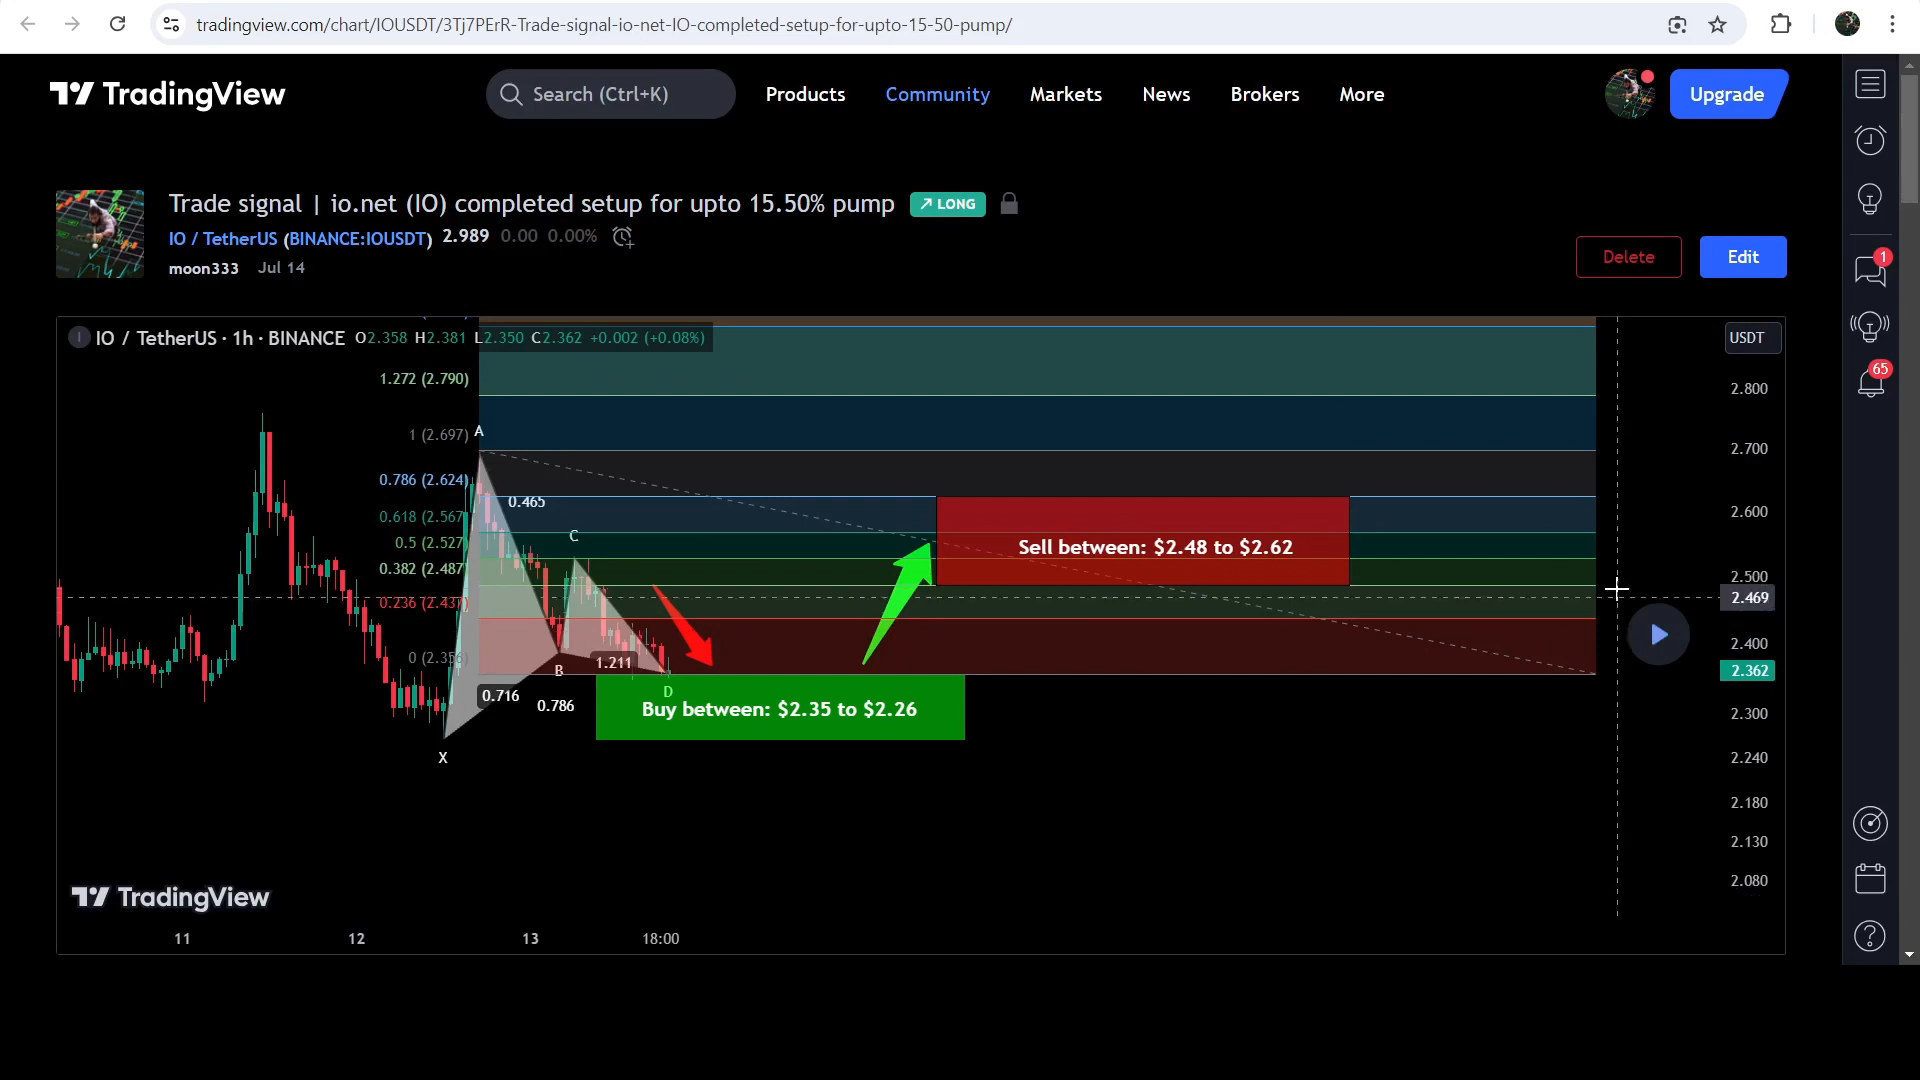 tradingview.com/chart/IOUSDT/3Tj7PErR-Trade-signal-io-net-IO-completed-setup-for-upto-15-50-pump/
TradingView
Search (Ctrl+K)
Products
Community
Markets
News
Brokers
More
Upgrade
Trade signal | io.net (IO) completed setup for upto 15.50% pump
LONG
IO / TetherUS (BINANCE:IOUSDT) 2.989 0.00 0.00%
moon333 Jul 14
Delete
Edit
1
65
IO / TetherUS · 1h · BINANCE O2.358 H2.381 L2.350 C2.362 +0.002 (+0.08%)
USDT
1.272 (2.790)
1 (2.697)
0.786 (2.624)
0.618 (2.567)
0.5 (2.527)
0.382 (2.487)
0.236 (2.437)
0 (2.356)
A
0.465
C
B
1.211
D
0.716
0.786
X
Sell between: $2.48 to $2.62
Buy between: $2.35 to $2.26
2.800
2.700
2.600
2.500
2.469
2.400
2.362
2.300
2.240
2.180
2.130
2.080
TradingView
11
12
13
18:00